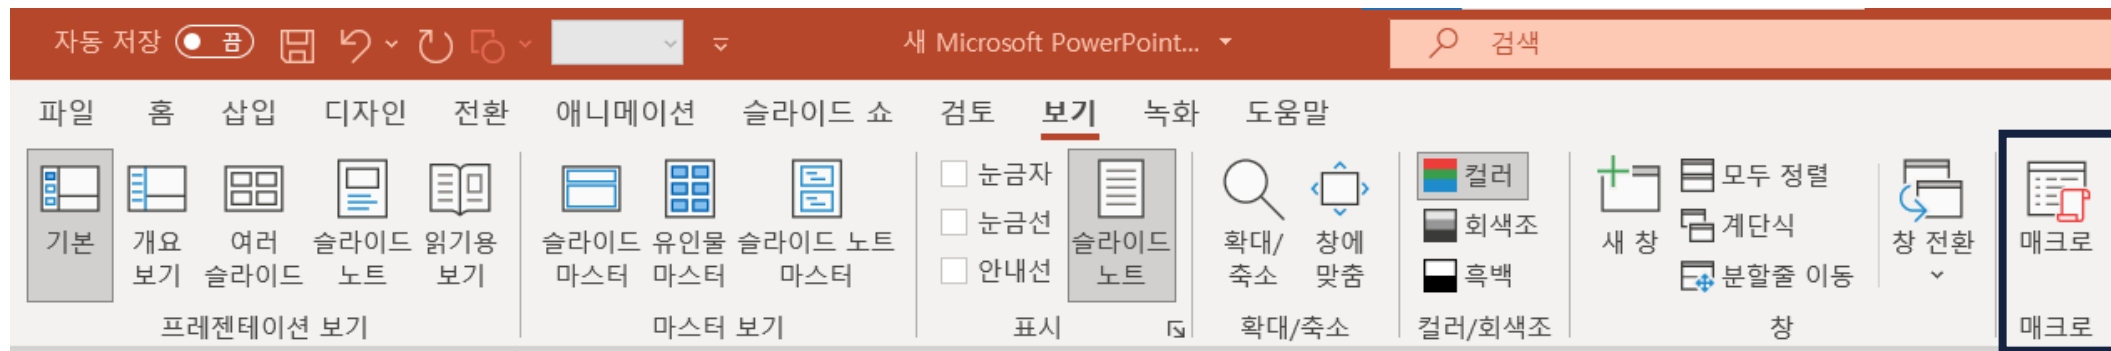 자동 저장 끔 새 Microsoft PowerPoint... 검색
파일 홈 삽입 디자인 전환 애니메이션 슬라이드 쇼 검토 보기 녹화 도움말
기본
개요 보기
여러 슬라이드
슬라이드 노트
읽기용 보기
프레젠테이션 보기
슬라이드 마스터
유인물 마스터
슬라이드 노트 마스터
마스터 보기
눈금자
눈금선
안내선
슬라이드 노트
표시
확대/축소
창에 맞춤
확대/축소
컬러
회색조
흑백
컬러/회색조
새 창
모두 정렬
계단식
분할줄 이동
창 전환
창
매크로
매크로